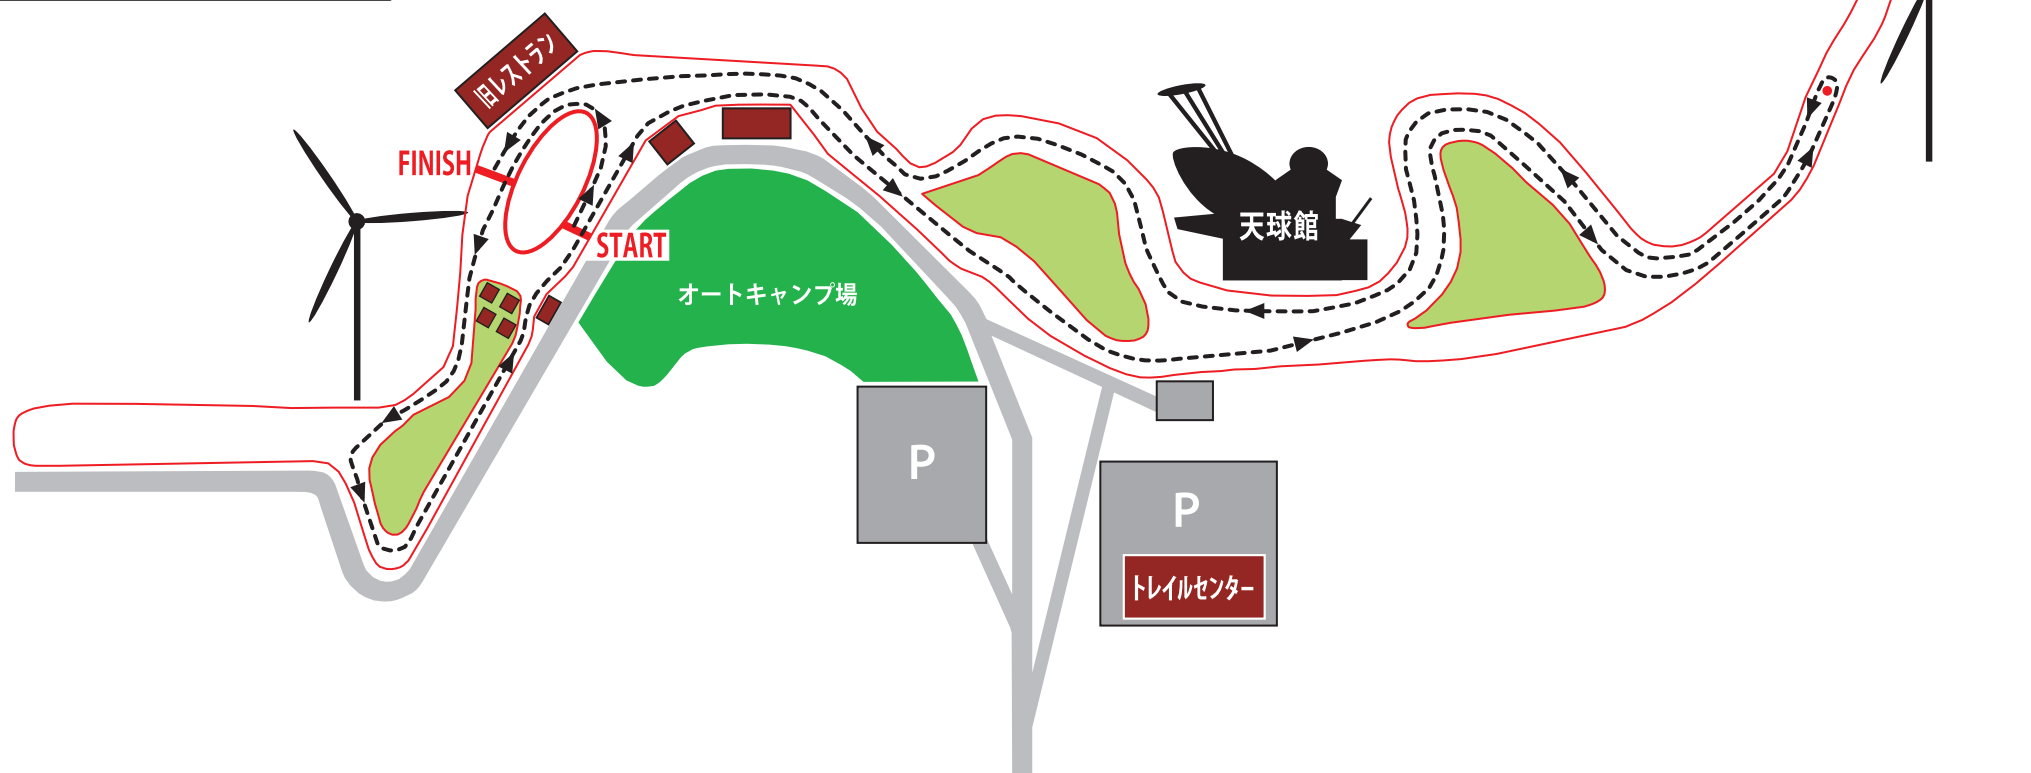 旧レストラン
FINISH
START
天球館
オートキャンプ場
P
P
トレイルセンター